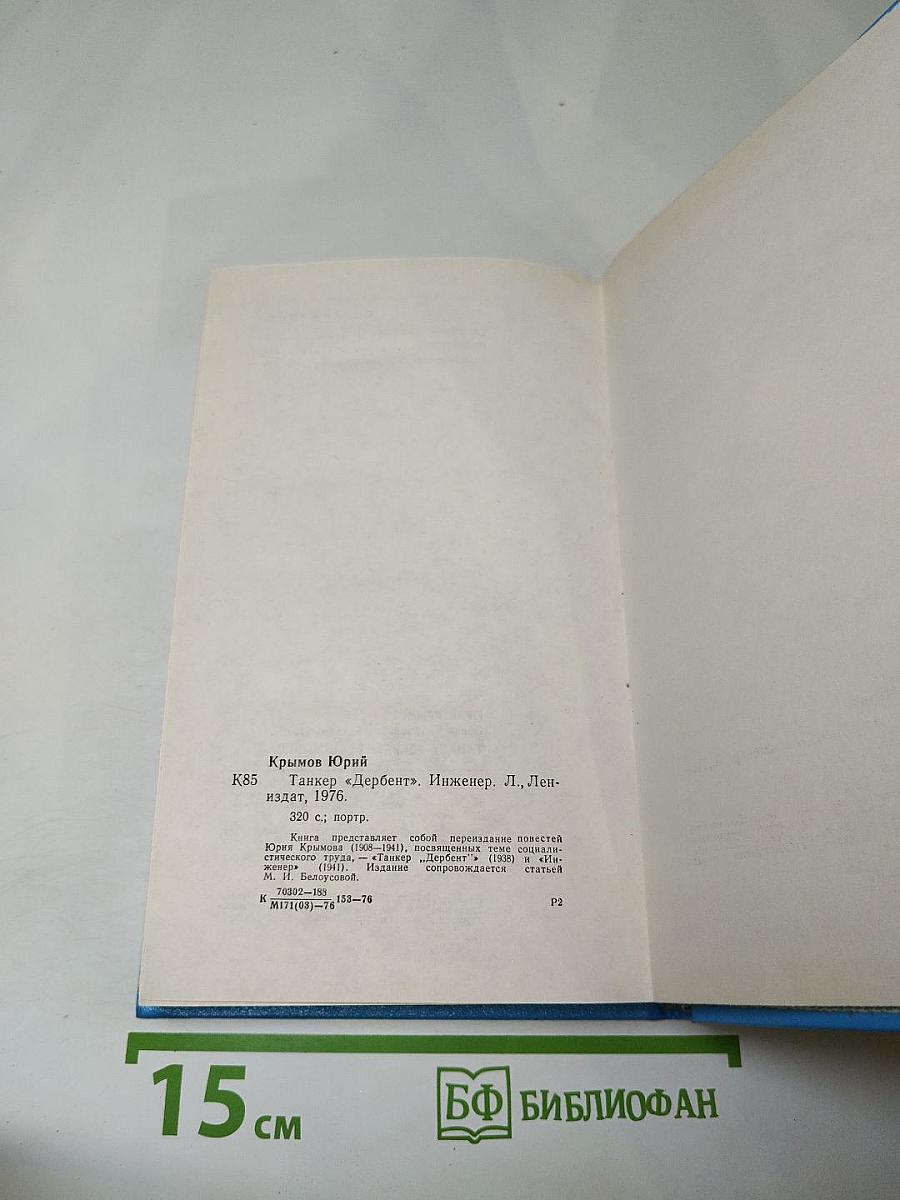 Крымов Юрий
К85 Танкер «Дербент». Инженер. Л., Лен-
издат, 1976.
320 с.; портр.
Книга представляет собой переиздание повестей
Юрия Крымова (1908—1941), посвященных теме социали-
стического труда, — «Танкер „Дербент"» (1938) и «Ин-
женер» (1941). Издание сопровождается статьей
М. И. Белоусовой.
70302—188
К 153—76
М171(03)—76
Р2
15 см
БФ БИБЛИОФАН